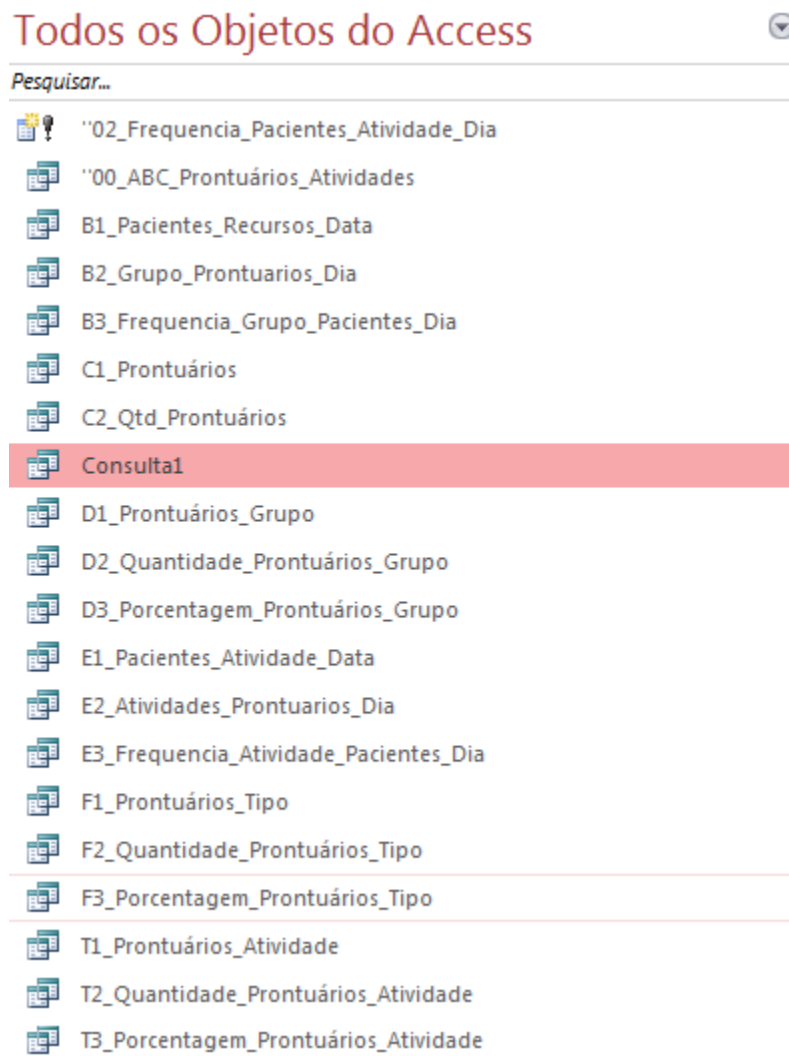 Todos os Objetos do Access
Pesquisar...
''02_Frequencia_Pacientes_Atividade_Dia
''00_ABC_Prontuários_Atividades
B1_Pacientes_Recursos_Data
B2_Grupo_Prontuarios_Dia
B3_Frequencia_Grupo_Pacientes_Dia
C1_Prontuários
C2_Qtd_Prontuários
Consulta1
D1_Prontuários_Grupo
D2_Quantidade_Prontuários_Grupo
D3_Porcentagem_Prontuários_Grupo
E1_Pacientes_Atividade_Data
E2_Atividades_Prontuarios_Dia
E3_Frequencia_Atividade_Pacientes_Dia
F1_Prontuários_Tipo
F2_Quantidade_Prontuários_Tipo
F3_Porcentagem_Prontuários_Tipo
T1_Prontuários_Atividade
T2_Quantidade_Prontuários_Atividade
T3_Porcentagem_Prontuários_Atividade